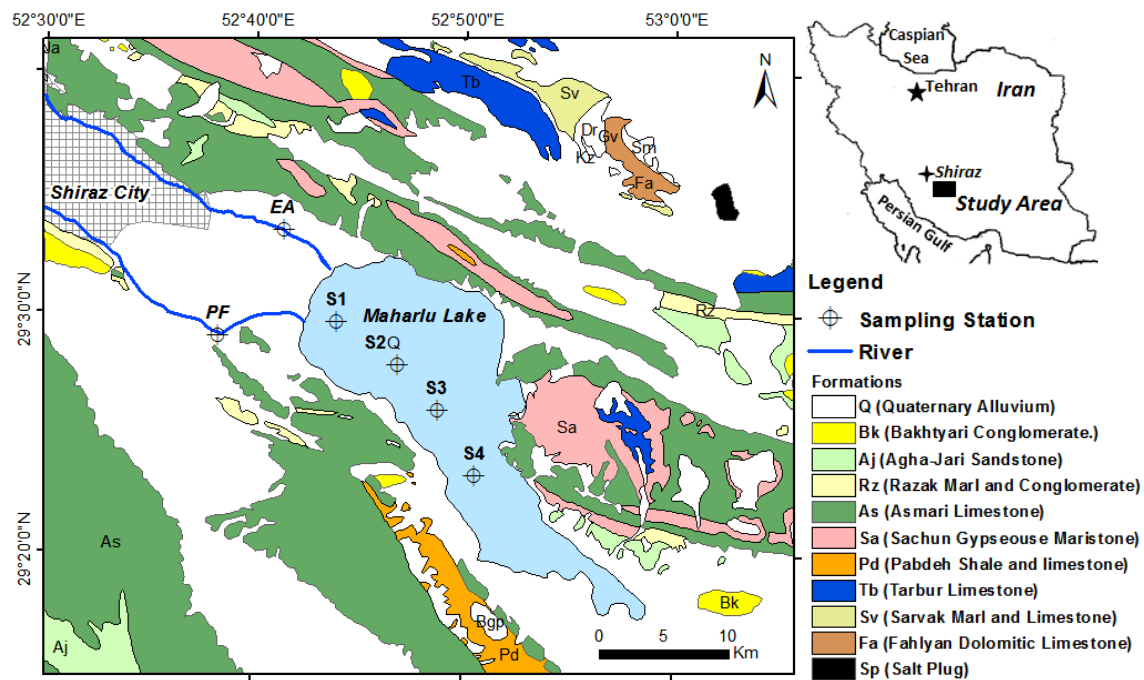 52°30'0"E
52°40'0"E
52°50'0"E
53°00'0"E
29°30'0"N
29°20'0"N
N
Tb
Sv
Dr
Gv
Kz
Sm
Fa
Shiraz City
EA
PF
S1
Maharlu Lake
S2
Q
S3
S4
Rz
Sa
As
Aj
Bgp
Pd
Bk
0 5 10
Km
Caspian
Sea
Tehran
Iran
Shiraz
Study Area
Persian Gulf
Legend
Sampling Station
River
Formations
Q (Quaternary Alluvium)
Bk (Bakhtyari Conglomerate.)
Aj (Agha-Jari Sandstone)
Rz (Razak Marl and Conglomerate)
As (Asmari Limestone)
Sa (Sachun Gypseouse Maristone)
Pd (Pabdeh Shale and limestone)
Tb (Tarbur Limestone)
Sv (Sarvak Marl and Limestone)
Fa (Fahlyan Dolomitic Limestone)
Sp (Salt Plug)